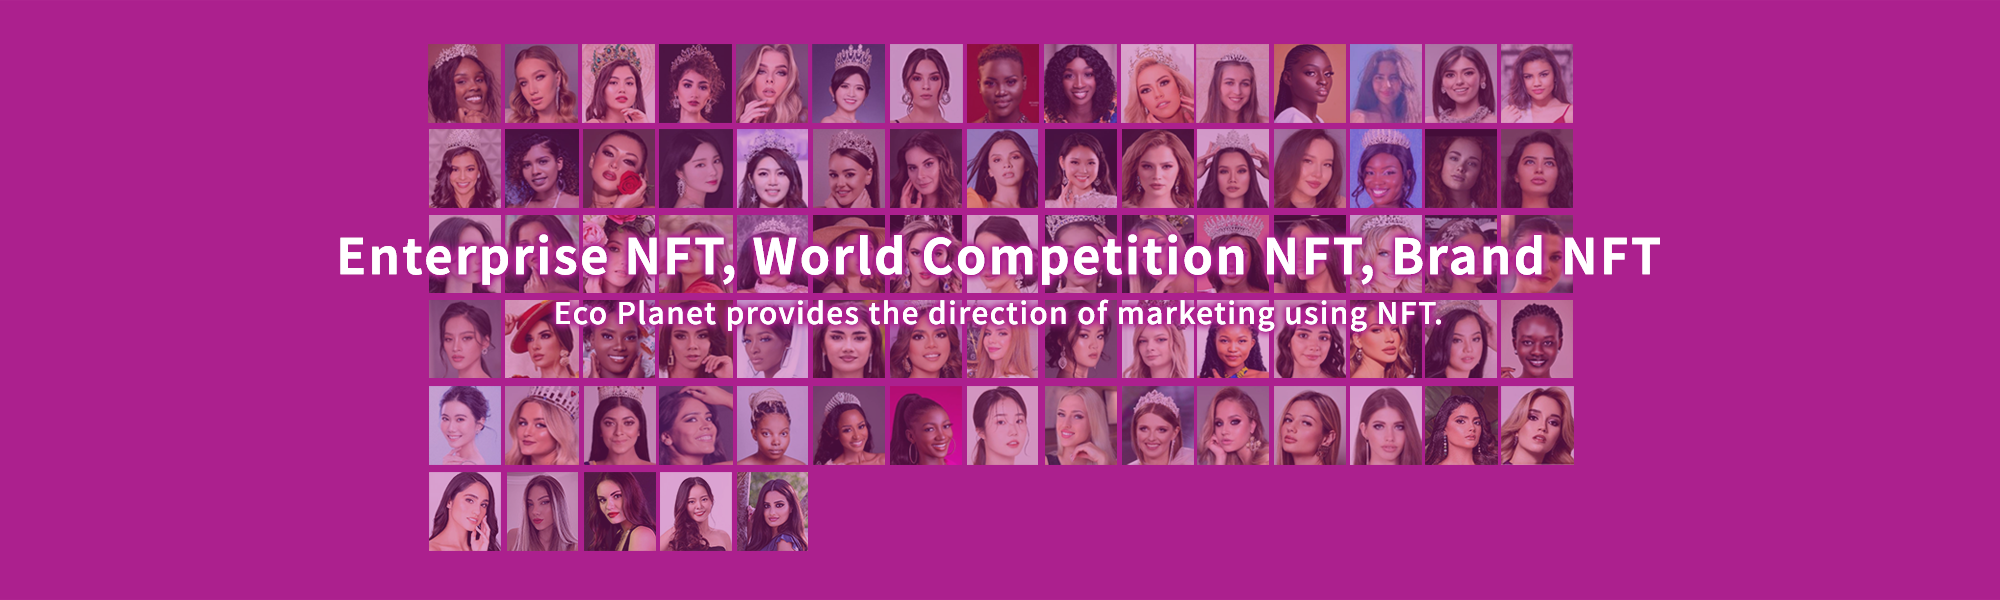 Enterprise NFT, World Competition NFT, Brand NFT
Eco Planet provides the direction of marketing using NFT.